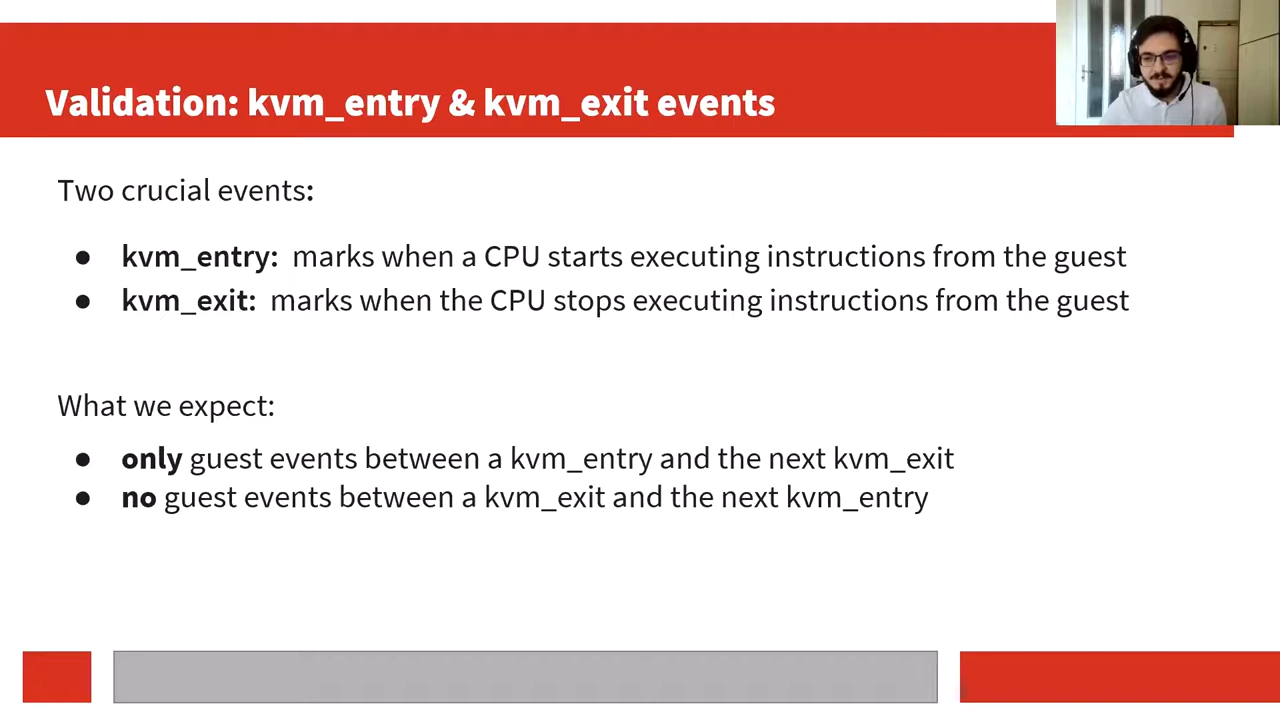 Validation: kvm_entry & kvm_exit events
Two crucial events:
● kvm_entry: marks when a CPU starts executing instructions from the guest
● kvm_exit: marks when the CPU stops executing instructions from the guest
What we expect:
● only guest events between a kvm_entry and the next kvm_exit
● no guest events between a kvm_exit and the next kvm_entry